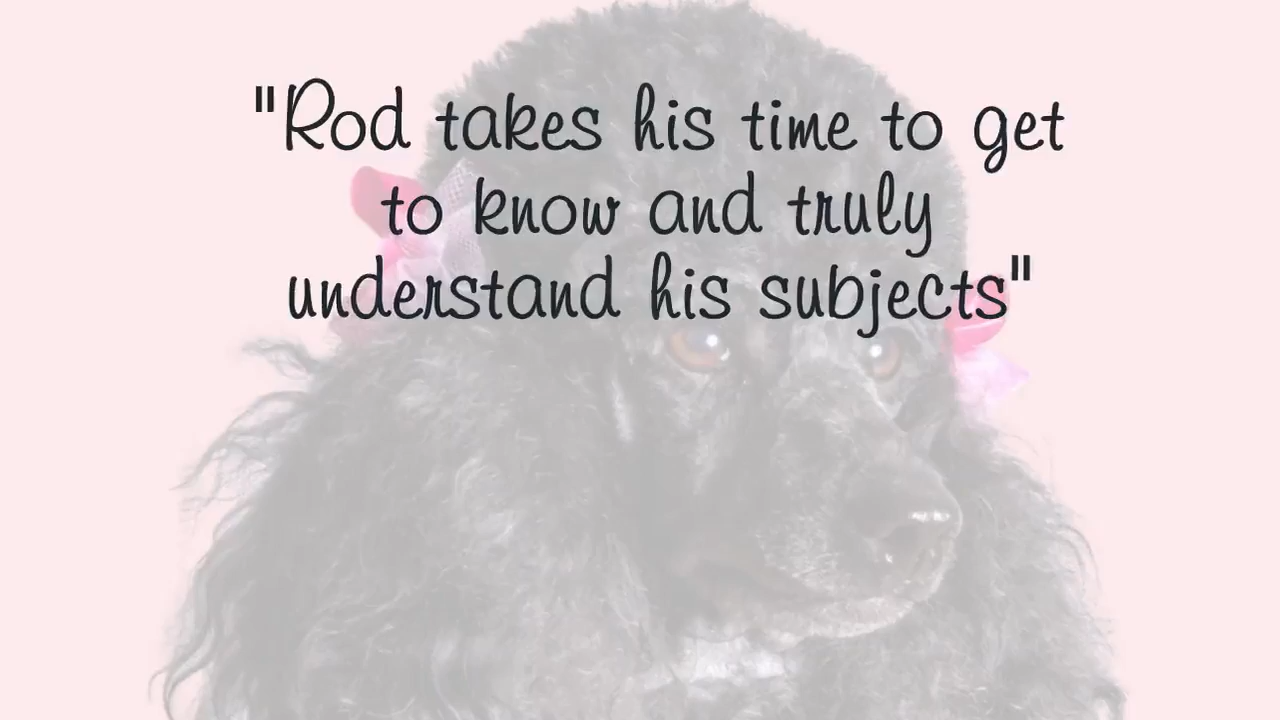 "Rod takes his time to get
to know and truly
understand his subjects"